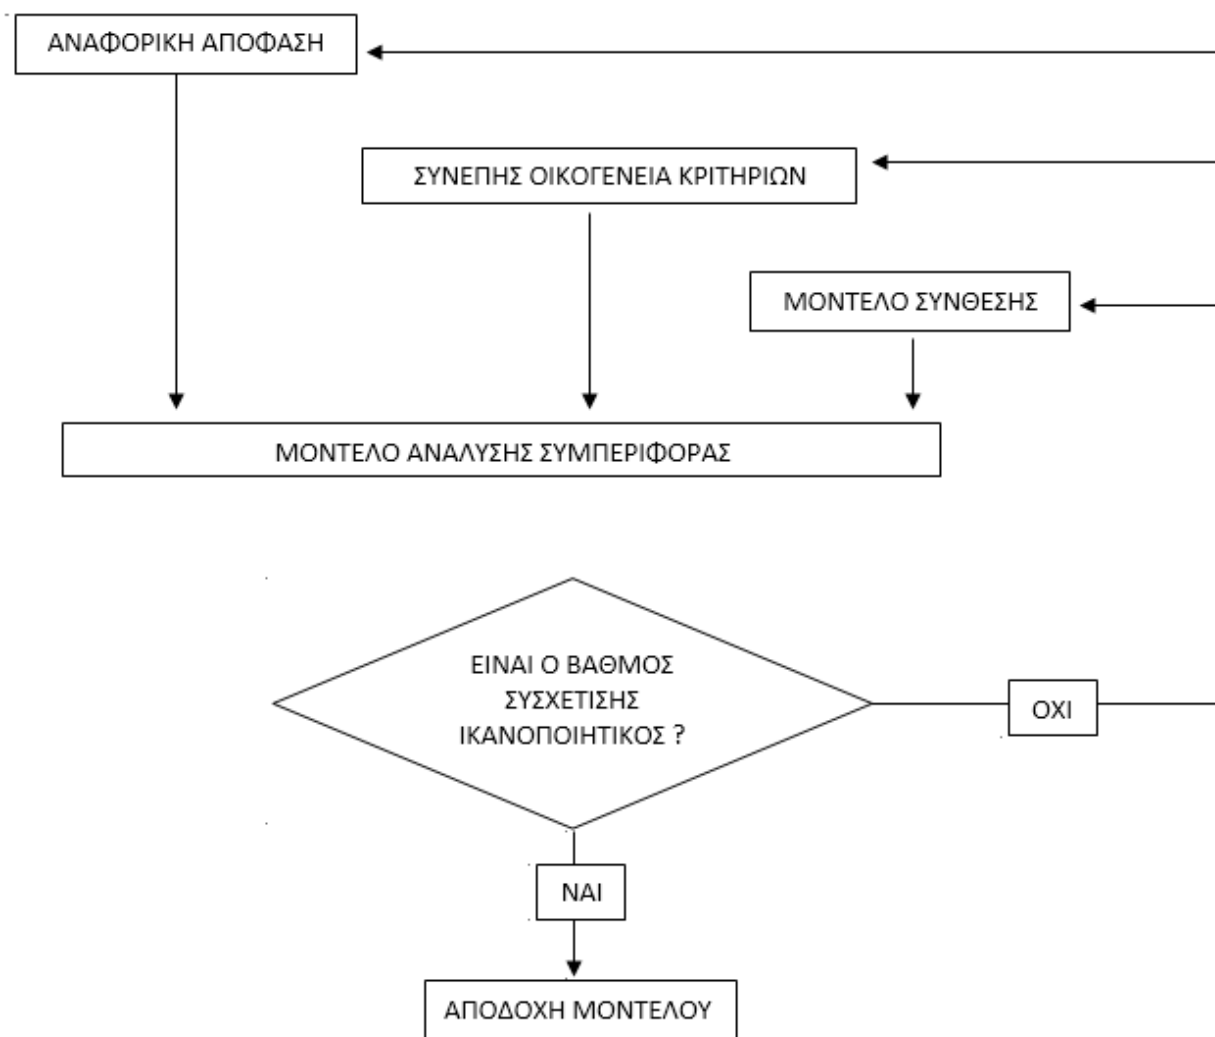 ΑΝΑΦΟΡΙΚΗ ΑΠΟΦΑΣΗ
ΣΥΝΕΠΗΣ ΟΙΚΟΓΕΝΕΙΑ ΚΡΙΤΗΡΙΩΝ
ΜΟΝΤΕΛΟ ΣΥΝΘΕΣΗΣ
ΜΟΝΤΕΛΟ ΑΝΑΛΥΣΗΣ ΣΥΜΠΕΡΙΦΟΡΑΣ
ΕΙΝΑΙ Ο ΒΑΘΜΟΣ
ΣΥΣΧΕΤΙΣΗΣ
ΙΚΑΝΟΠΟΙΗΤΙΚΟΣ ?
ΟΧΙ
ΝΑΙ
ΑΠΟΔΟΧΗ ΜΟΝΤΕΛΟΥ